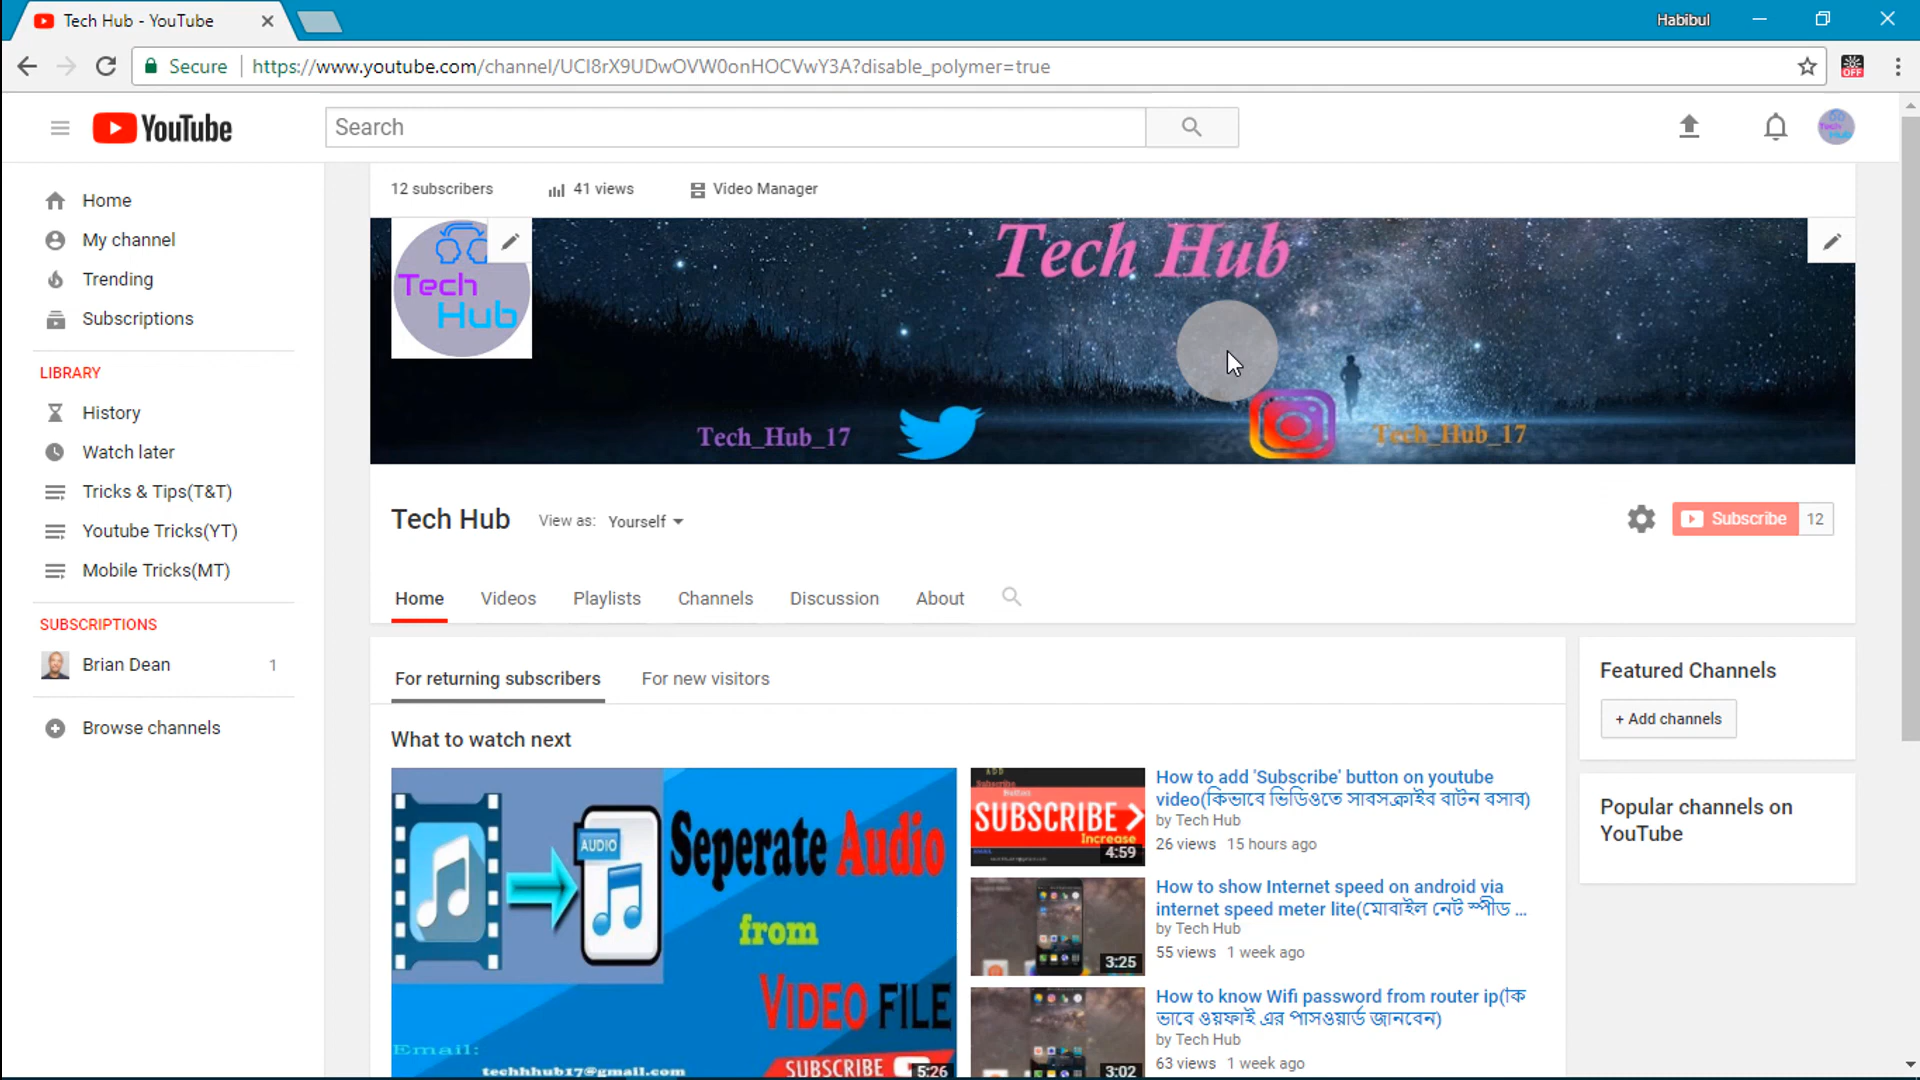 Tech Hub - YouTube
Habibul
Secure
https://www.youtube.com/channel/UCI8rX9UDwOVW0onHOCVwY3A?disable_polymer=true
OFF
YouTube
Search
Tech Hub
Home
My channel
Trending
Subscriptions
LIBRARY
History
Watch later
Tricks & Tips(T&T)
Youtube Tricks(YT)
Mobile Tricks(MT)
SUBSCRIPTIONS
Brian Dean 1
Browse channels
12 subscribers 41 views Video Manager
Tech Hub
Tech
Hub
Tech_Hub_17
Tech_Hub_17
Tech Hub View as: Yourself
Subscribe 12
Home Videos Playlists Channels Discussion About
For returning subscribers For new visitors
What to watch next
AUDIO
Seperate Audio
from
VIDEO FILE
Email:
techhhub17@gmail.com
SUBSCRIBE
5:26
ADD
Subscribe
Button
SUBSCRIBE
Increase
4:59
How to add 'Subscribe' button on youtube
video(কিভাবে ভিডিওতে সাবসক্রাইব বাটন বসাব)
by Tech Hub
26 views 15 hours ago
3:25
How to show Internet speed on android via
internet speed meter lite(মোবাইল নেট স্পীড ...
by Tech Hub
55 views 1 week ago
3:02
How to know Wifi password from router ip(কি
ভাবে ওয়ফাই এর পাসওয়ার্ড জানবেন)
by Tech Hub
63 views 1 week ago
Featured Channels
+ Add channels
Popular channels on
YouTube